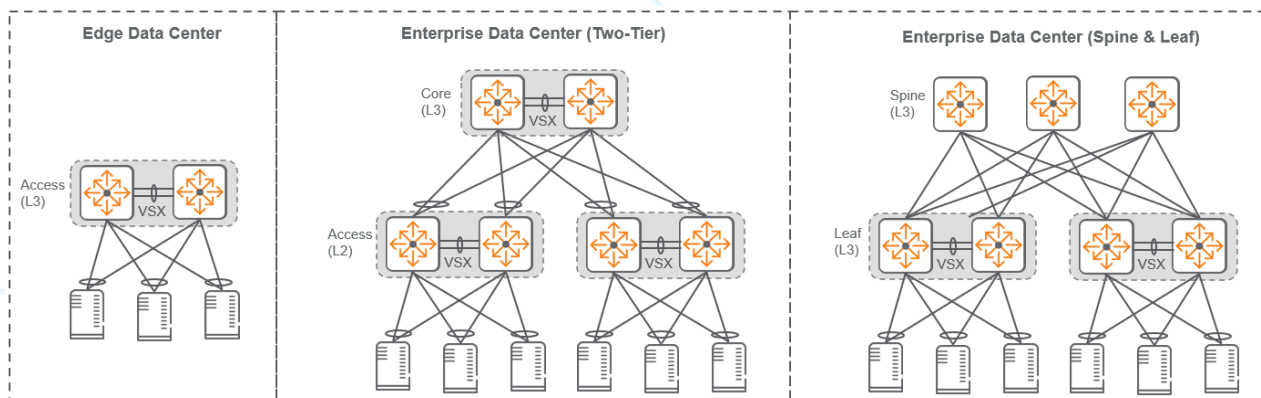 Edge Data Center
Access
(L3)
VSX
Enterprise Data Center (Two-Tier)
Core
(L3)
VSX
Access
(L2)
VSX
VSX
Enterprise Data Center (Spine & Leaf)
Spine
(L3)
Leaf
(L3)
VSX
VSX